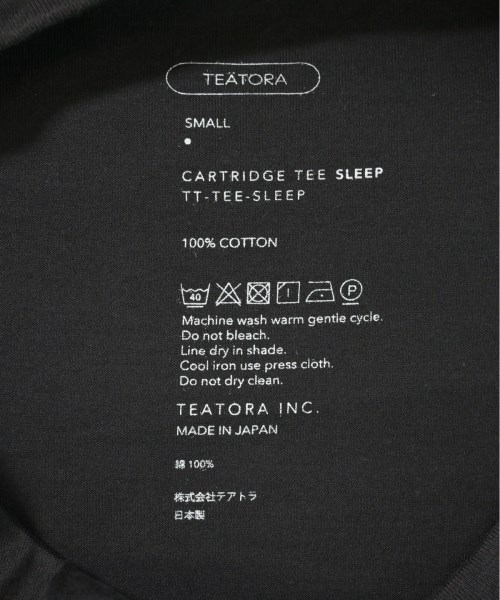 TEÄTORA
SMALL
CARTRIDGE TEE SLEEP
TT-TEE-SLEEP
100% COTTON
40 P
Machine wash warm gentle cycle.
Do not bleach.
Line dry in shade.
Cool iron use press cloth.
Do not dry clean.
TEATORA INC.
MADE IN JAPAN
綿 100%
株式会社テアトラ
日本製